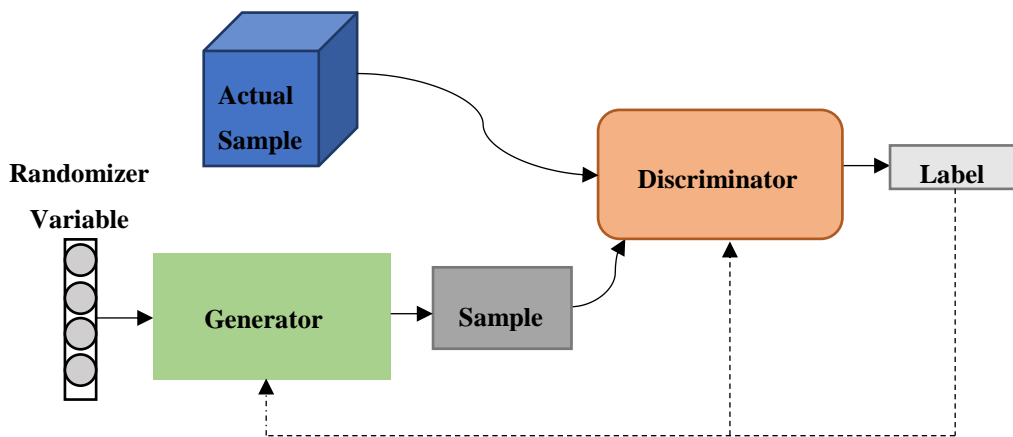 Actual
Sample
Randomizer
Variable
Discriminator
Label
Generator
Sample